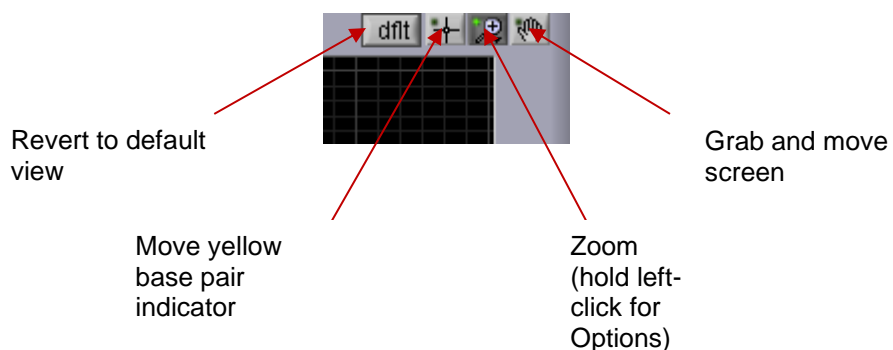 dflt
Revert to default
view
Grab and move
screen
Move yellow
base pair
indicator
Zoom
(hold left-
click for
Options)